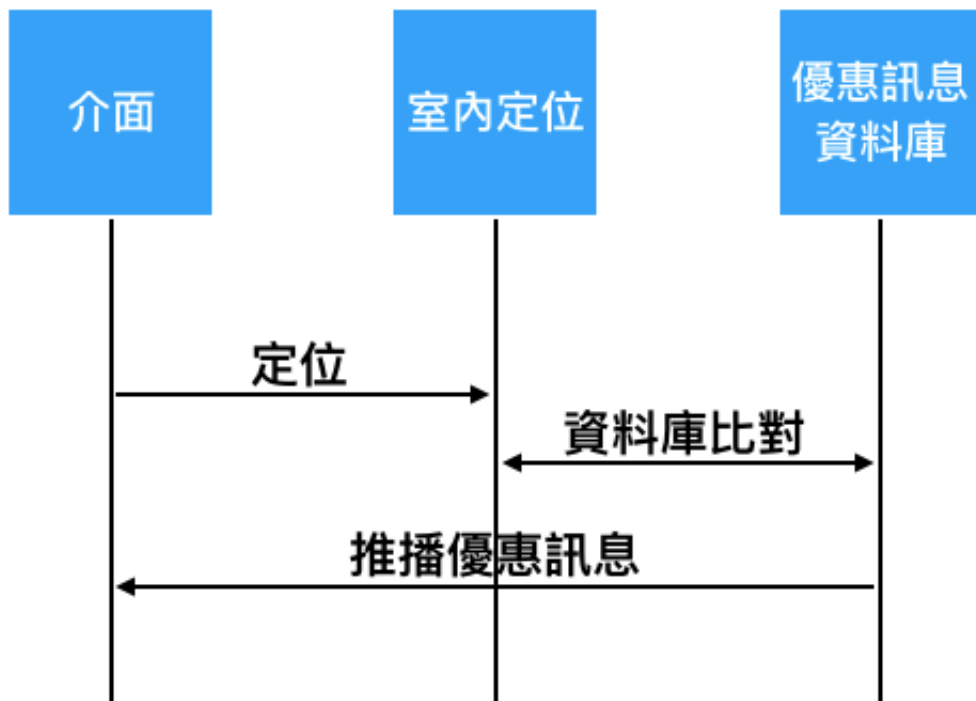 介面
室內定位
優惠訊息
資料庫
定位
資料庫比對
推播優惠訊息